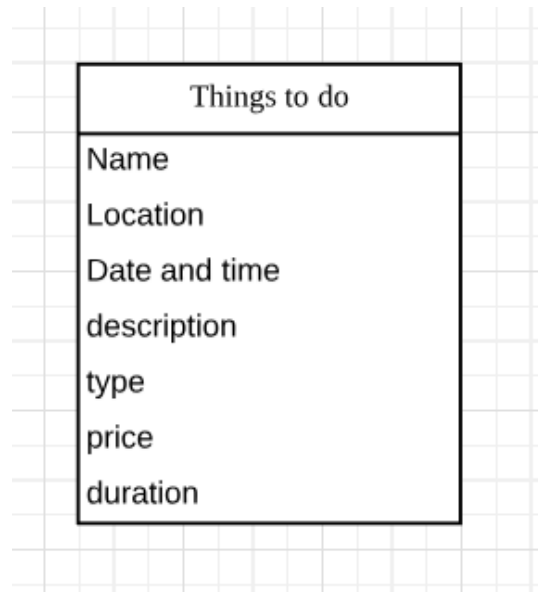 Things to do
Name
Location
Date and time
description
type
price
duration